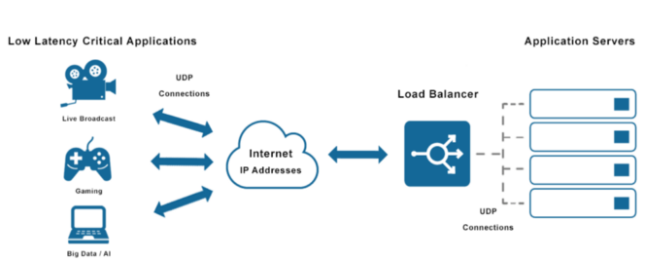 Low Latency Critical Applications
Application Servers
UDP
Connections
Load Balancer
Live Broadcast
Internet
IP Addresses
Gaming
UDP
Connections
Big Data / AI